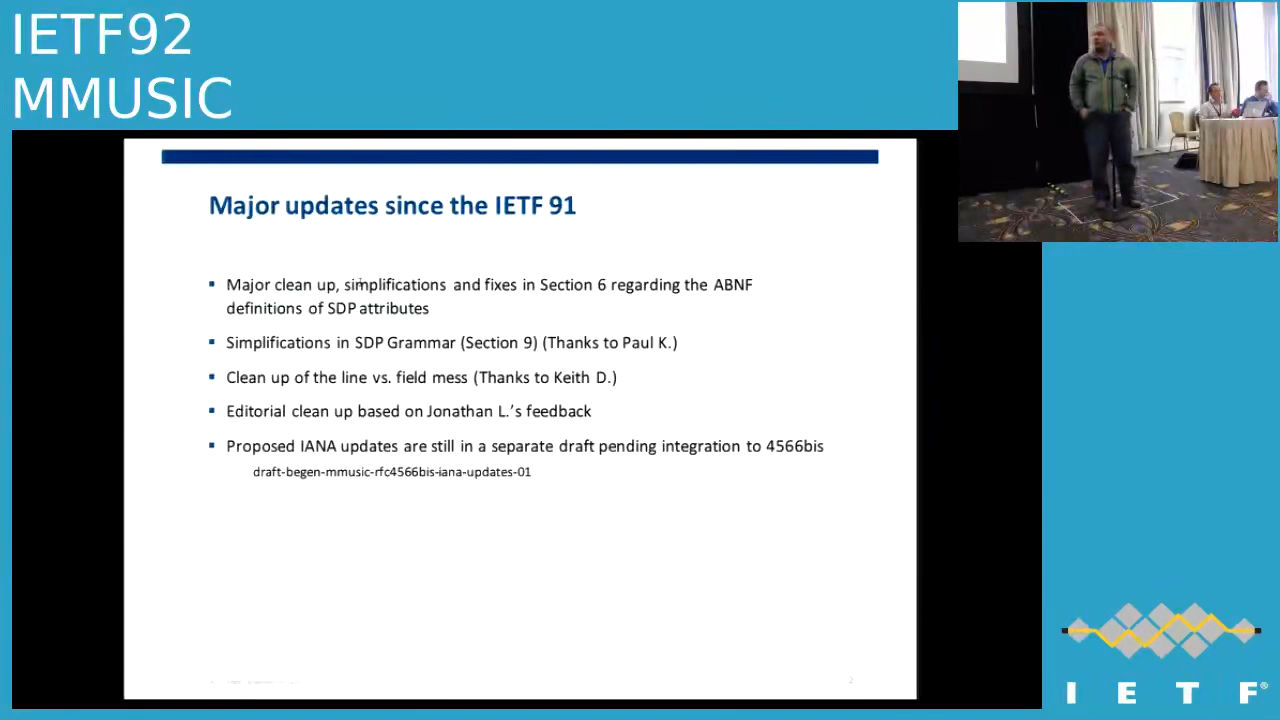 IETF92
MMUSIC
Major updates since the IETF 91
Major clean up, simplifications and fixes in Section 6 regarding the ABNF
definitions of SDP attributes
Simplifications in SDP Grammar (Section 9) (Thanks to Paul K.)
Clean up of the line vs. field mess (Thanks to Keith D.)
Editorial clean up based on Jonathan L.’s feedback
Proposed IANA updates are still in a separate draft pending integration to 4566bis
draft-begen-mmusic-rfc4566bis-iana-updates-01
2
I E T F®